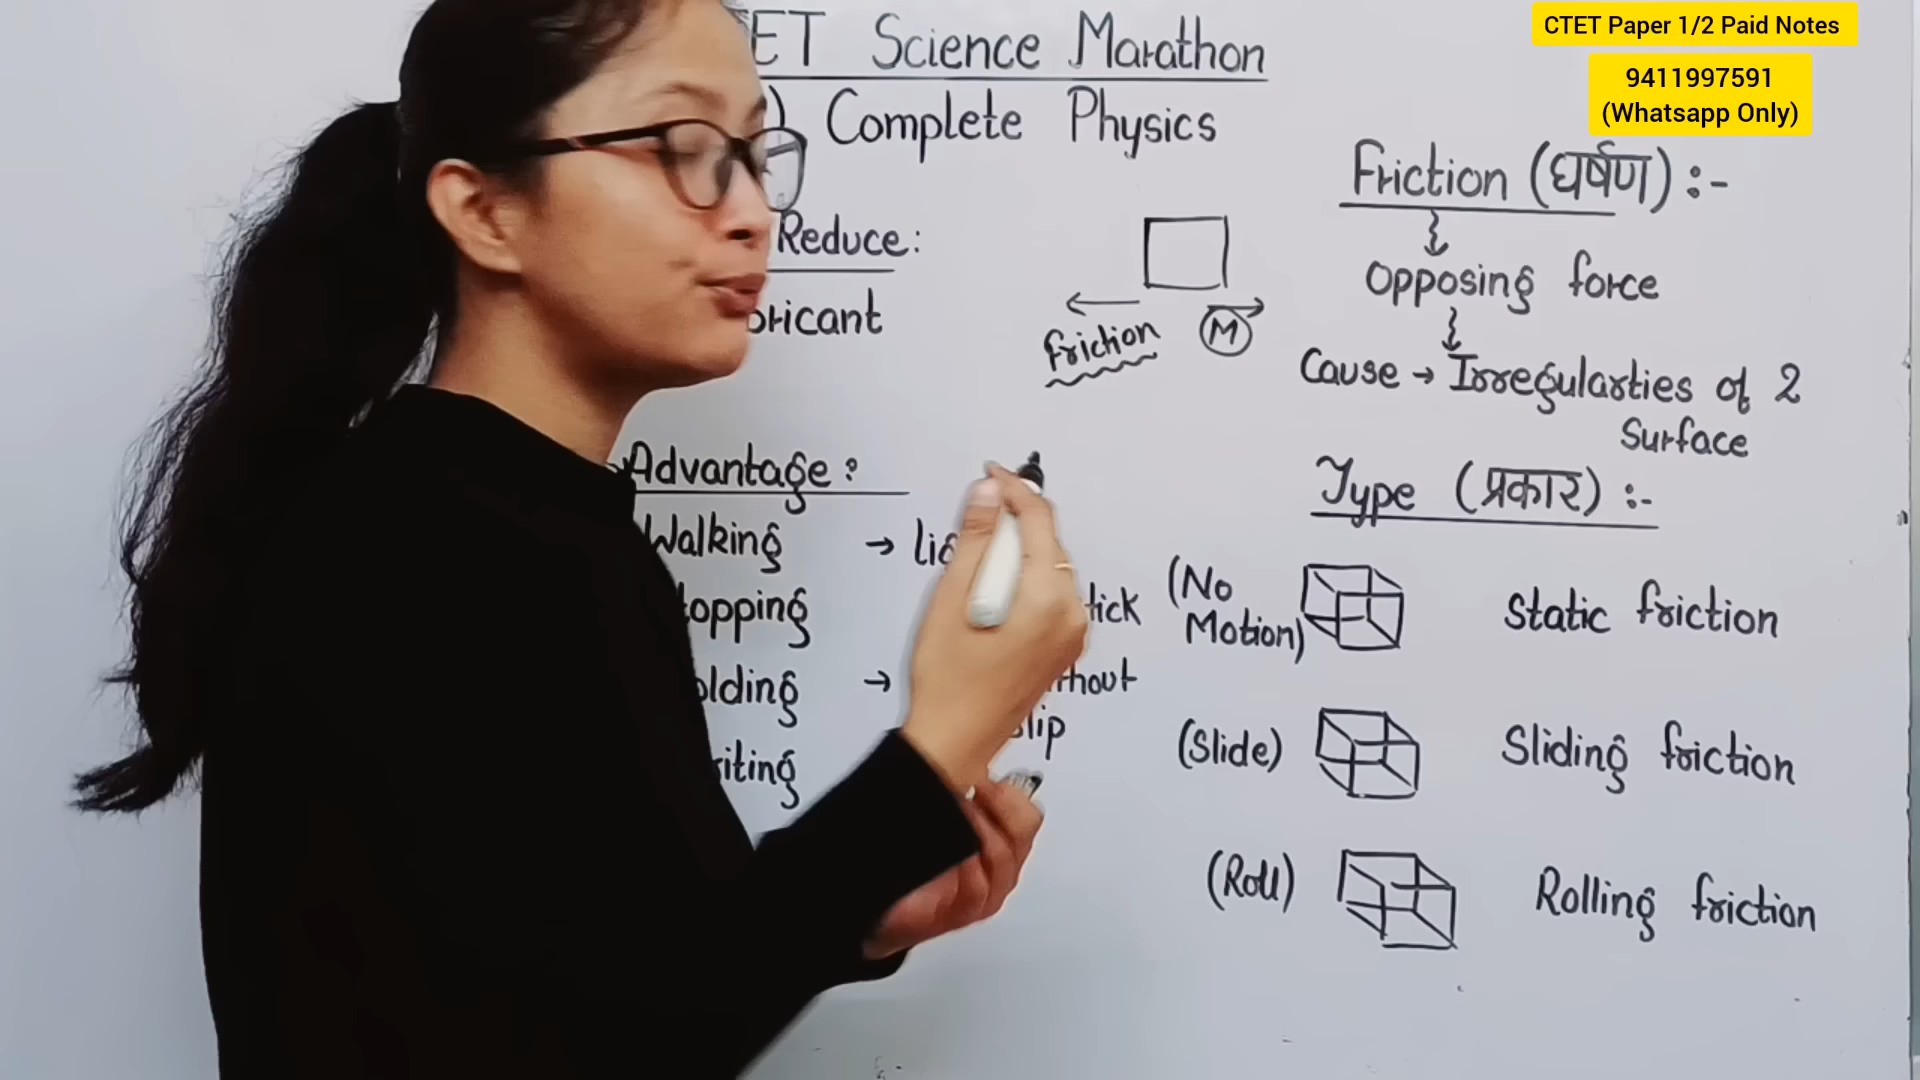 CTET Paper 1/2 Paid Notes
9411997591
(Whatsapp Only)
Science Marathon
Complete Physics
Reduce:
Advantage:
Walking
Friction (घर्षण) :-
Opposing force
Cause → Irregularties of 2
Surface
friction
M
Type (प्रकार) :-
(No
Motion)
Static friction
(Slide)
Sliding friction
(Roll)
Rolling friction